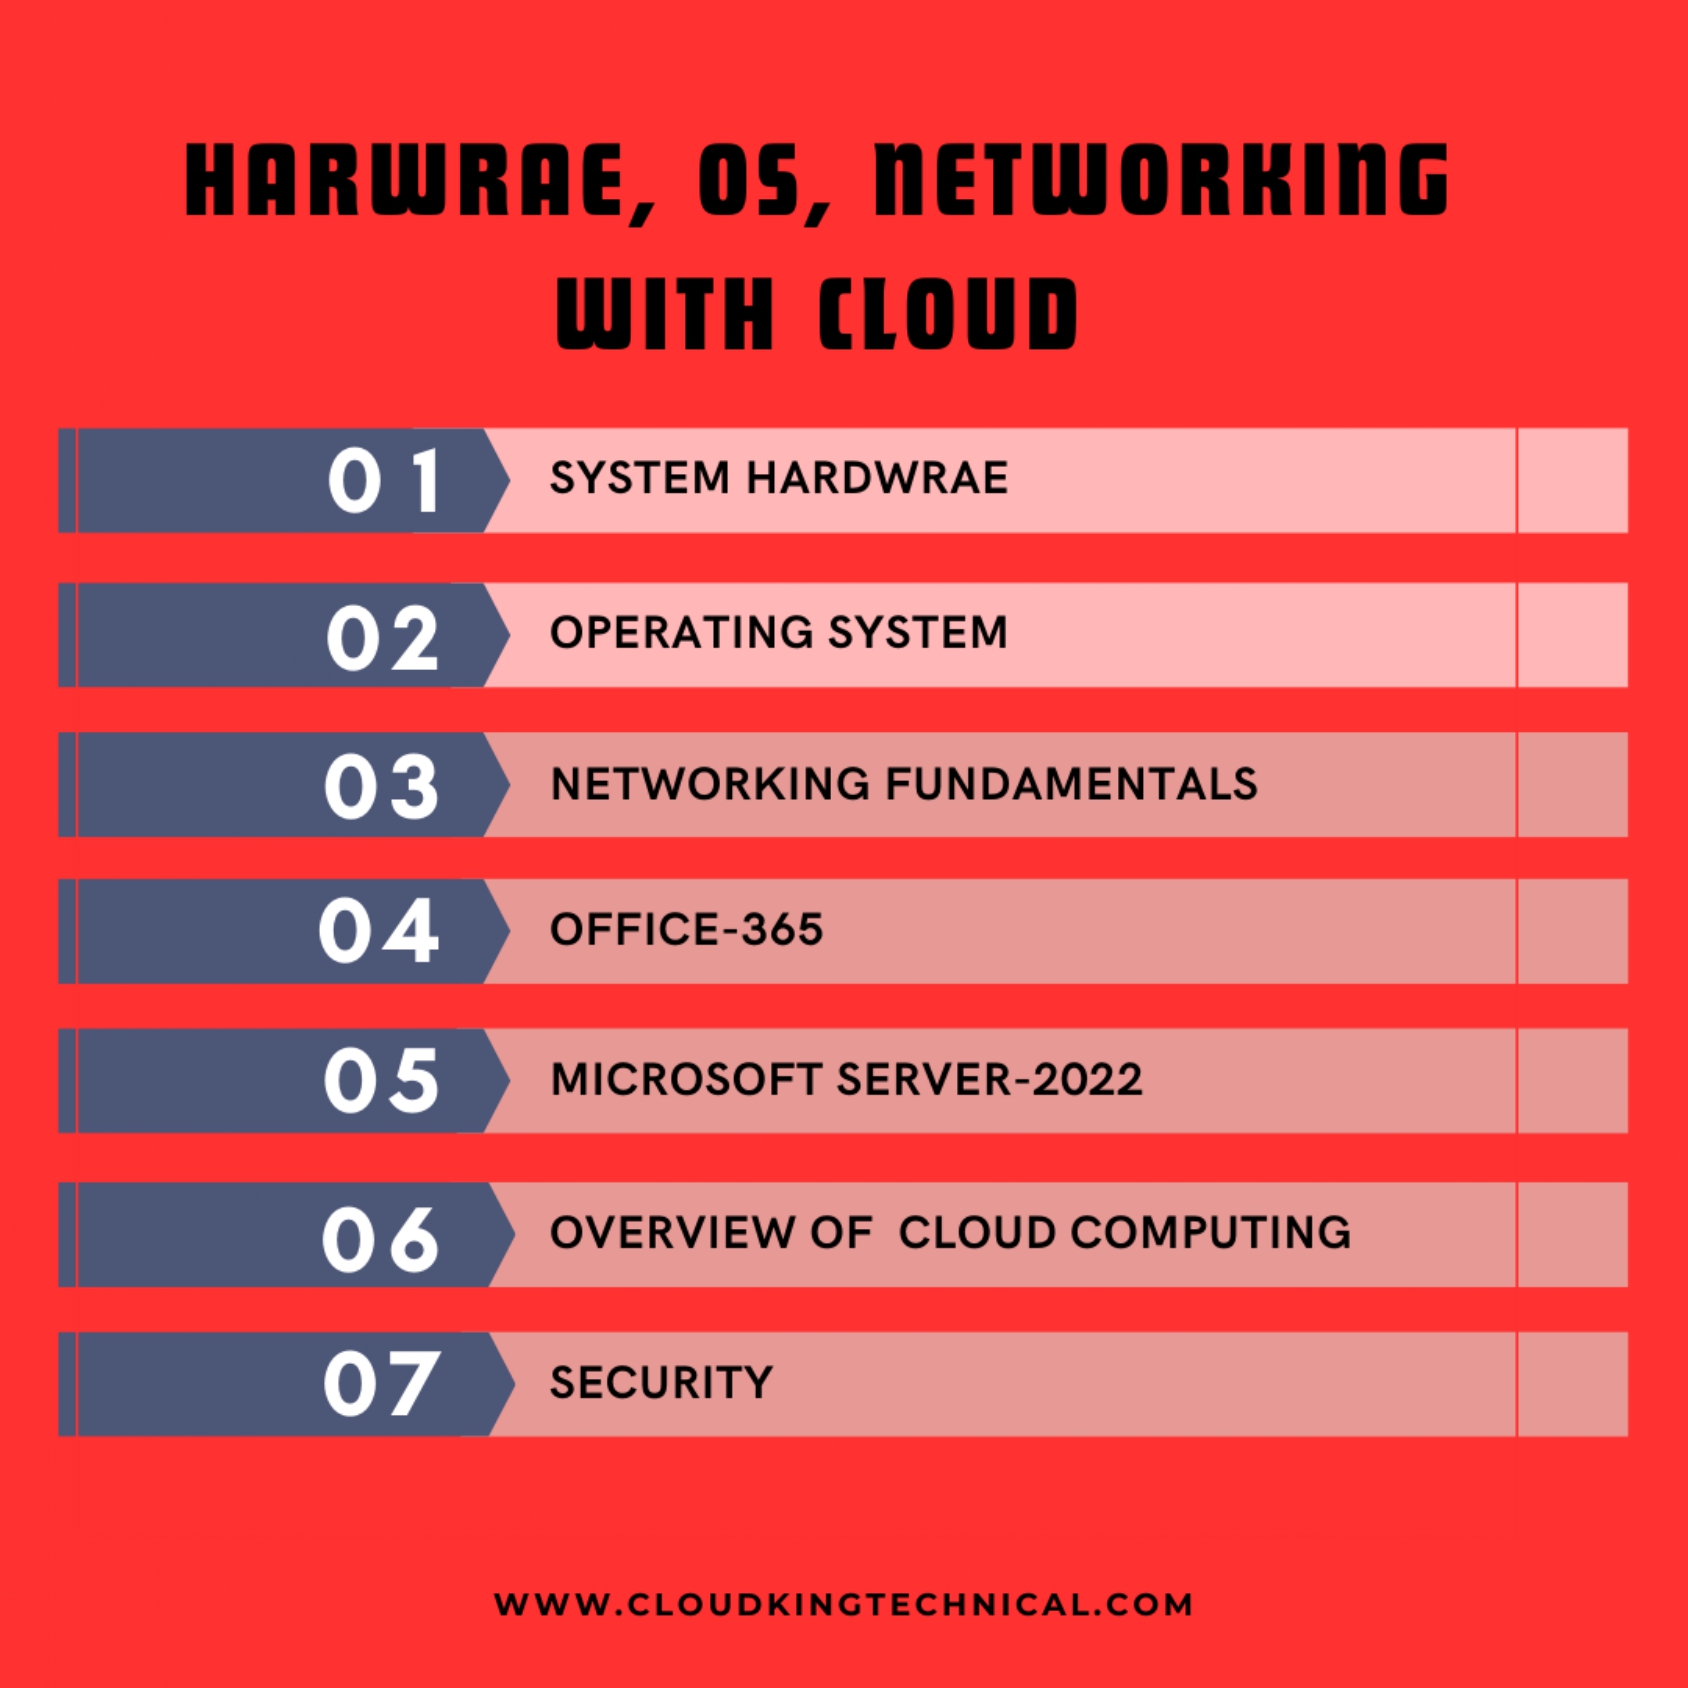 HARWRAE, OS, NETWORKING
WITH CLOUD
01 SYSTEM HARDWRAE
02 OPERATING SYSTEM
03 NETWORKING FUNDAMENTALS
04 OFFICE-365
05 MICROSOFT SERVER-2022
06 OVERVIEW OF  CLOUD COMPUTING
07 SECURITY
WWW.CLOUDKINGTECHNICAL.COM